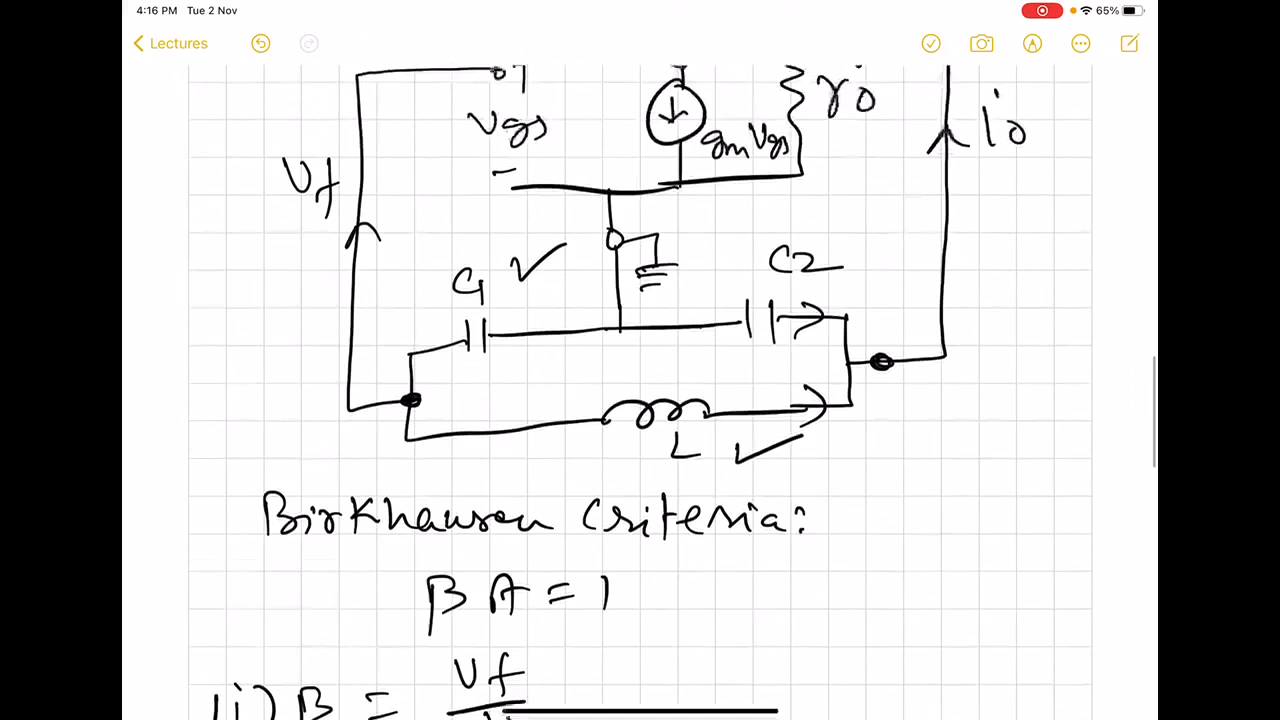 4:16 PM Tue 2 Nov
65%
Lectures
Vgs
gmVgs
ro
io
Vf
C1
C2
L
Birkhausen Criteria:
βA = 1
(i) β = Vf